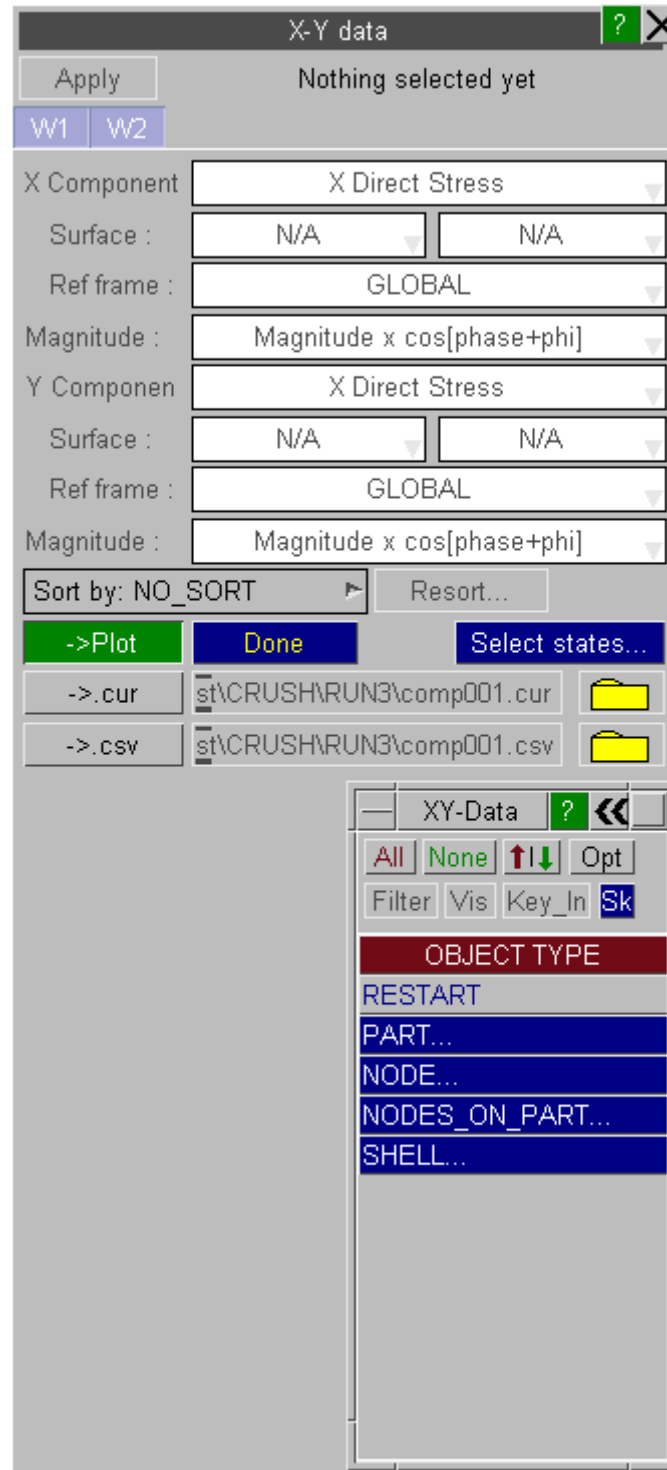 X-Y data ?
Apply Nothing selected yet
W1 W2
X Component X Direct Stress
Surface : N/A N/A
Ref frame : GLOBAL
Magnitude : Magnitude x cos[phase+phi]
Y Componen X Direct Stress
Surface : N/A N/A
Ref frame : GLOBAL
Magnitude : Magnitude x cos[phase+phi]
Sort by: NO_SORT Resort...
->Plot Done Select states...
->.cur st\CRUSH\RUN3\comp001.cur
->.csv st\CRUSH\RUN3\comp001.csv
XY-Data ?
All None Opt
Filter Vis Key_In Sk
OBJECT TYPE
RESTART
PART...
NODE...
NODES_ON_PART...
SHELL...